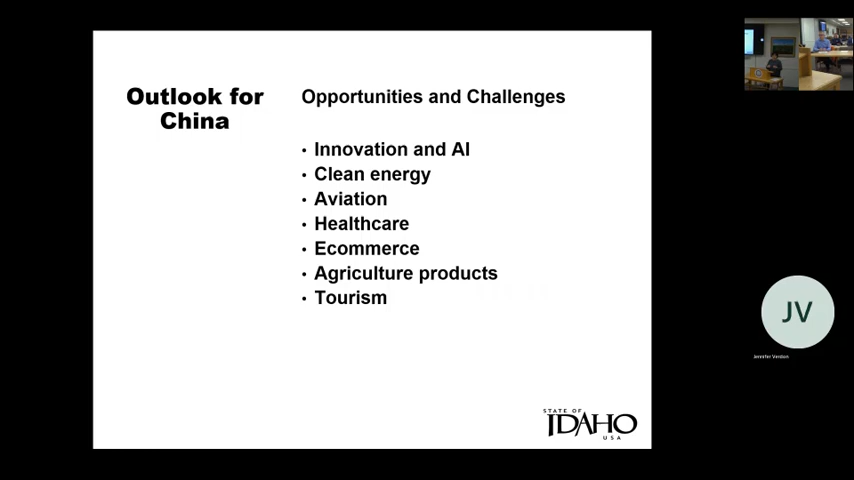 Outlook for
China
Opportunities and Challenges
• Innovation and AI
• Clean energy
• Aviation
• Healthcare
• Ecommerce
• Agriculture products
• Tourism
STATE OF
IDAHO
USA
JV
Jennifer Verdon